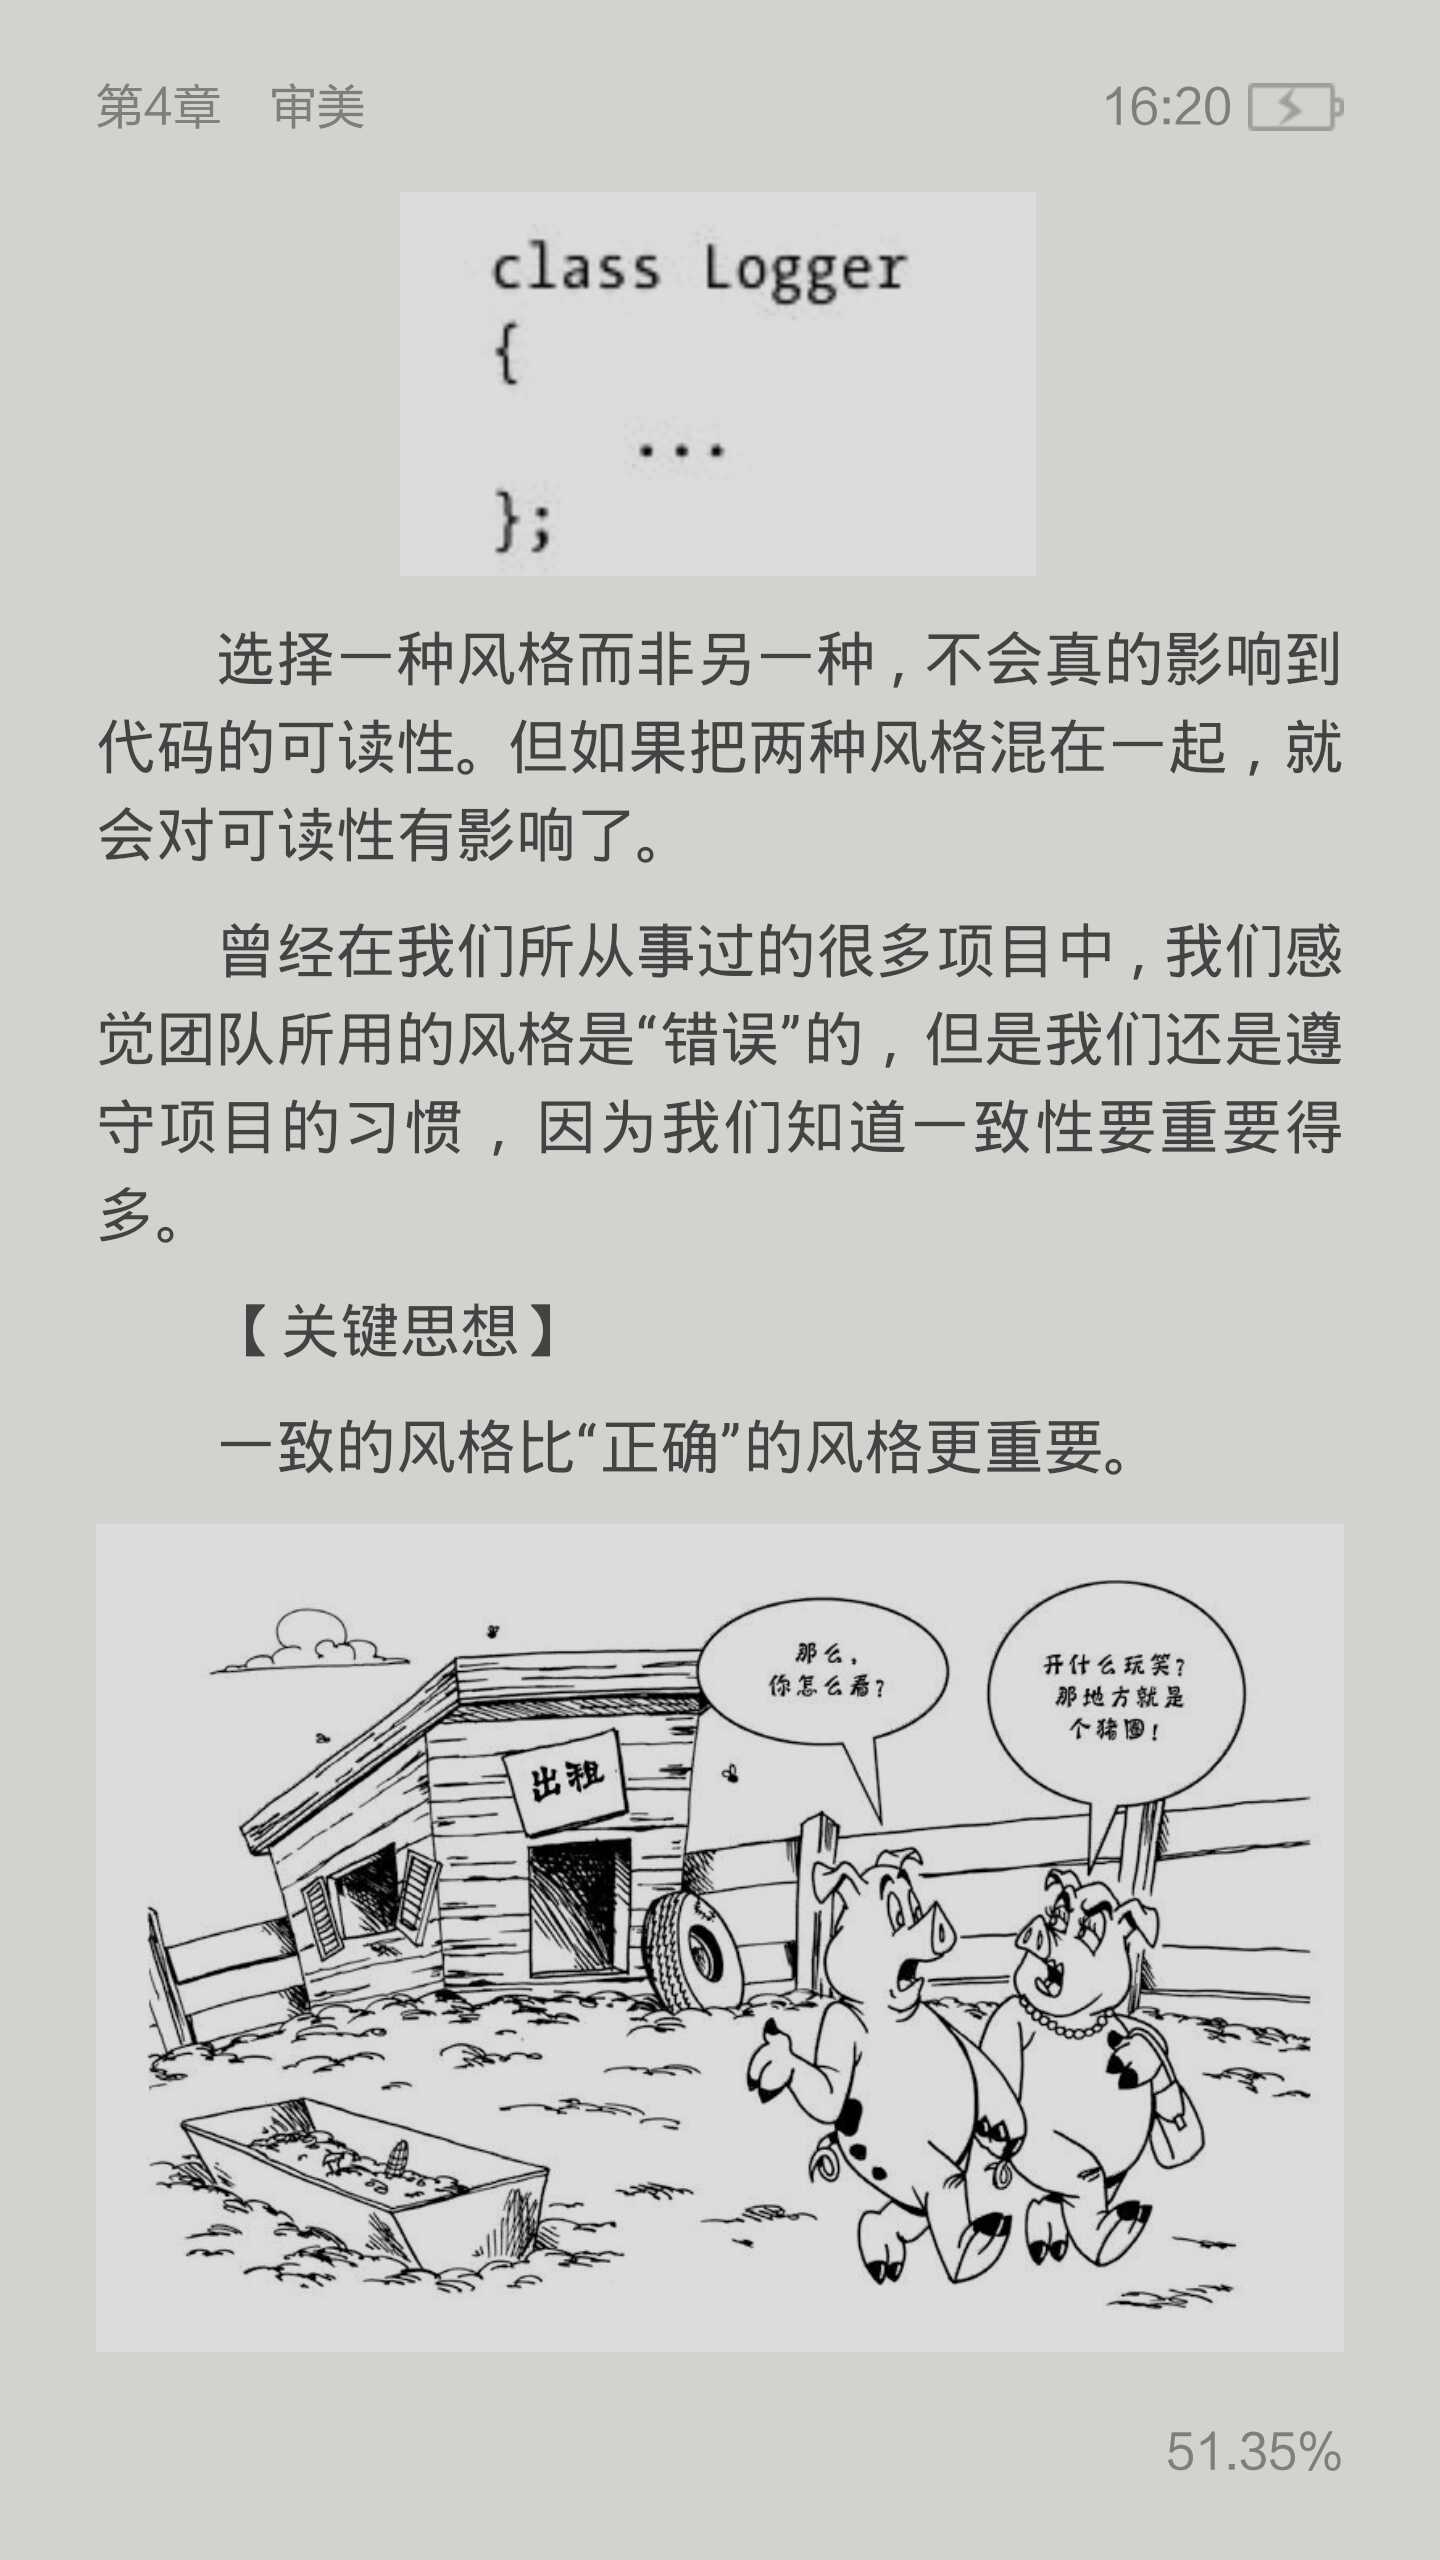 第4章　审美
16:20
class Logger
{
...
};
选择一种风格而非另一种，不会真的影响到
代码的可读性。但如果把两种风格混在一起，就
会对可读性有影响了。
曾经在我们所从事过的很多项目中，我们感
觉团队所用的风格是“错误”的，但是我们还是遵
守项目的习惯，因为我们知道一致性要重要得
多。
【关键思想】
一致的风格比“正确”的风格更重要。
那么，
你怎么看？
开什么玩笑？
那地方就是
个猪圈！
出租
51.35%